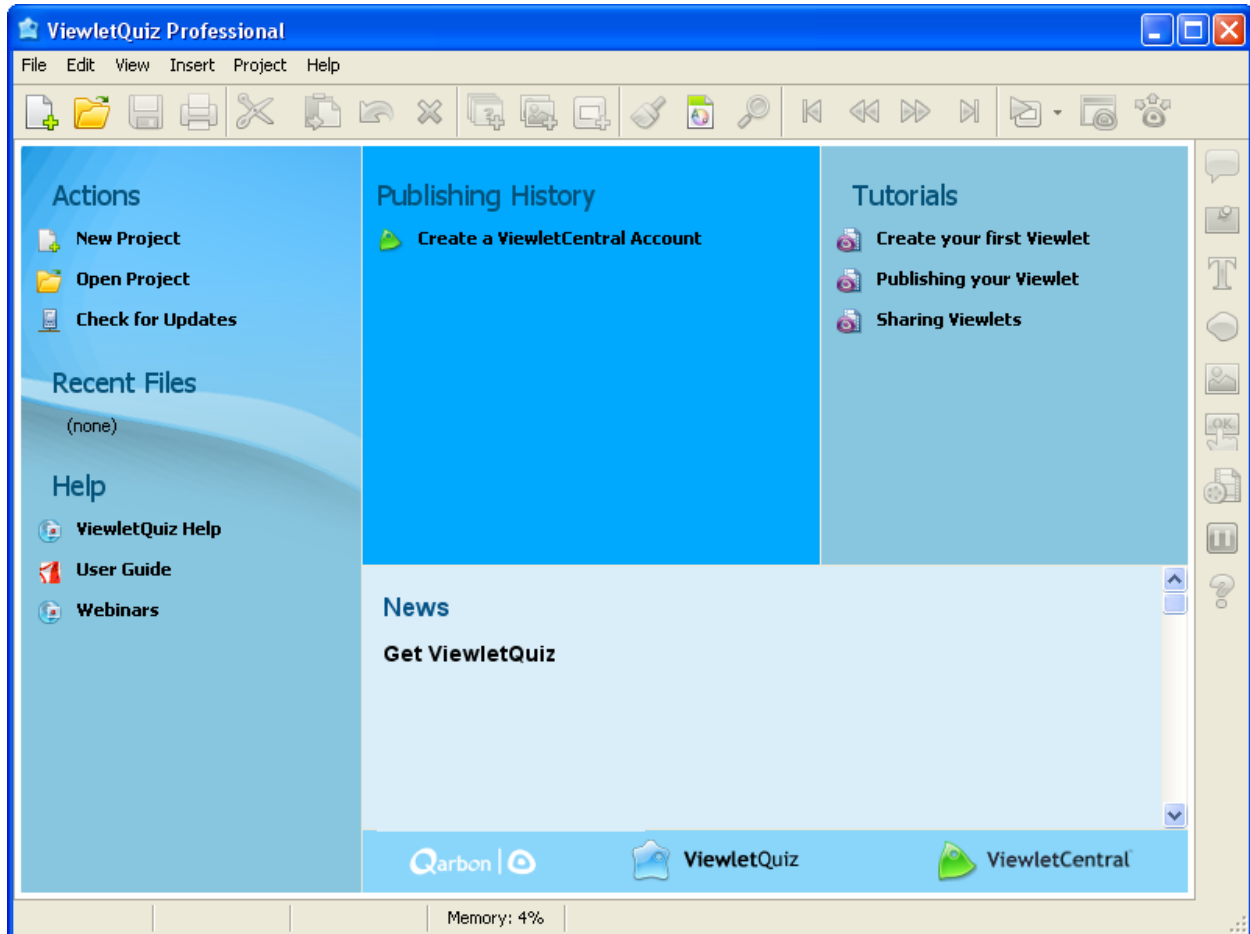 ViewletQuiz Professional
File Edit View Insert Project Help
Actions
New Project
Open Project
Check for Updates
Recent Files
(none)
Help
ViewletQuiz Help
User Guide
Webinars
Publishing History
Create a ViewletCentral Account
Tutorials
Create your first Viewlet
Publishing your Viewlet
Sharing Viewlets
OK
News
Get ViewletQuiz
Qarbon
ViewletQuiz
ViewletCentral
Memory: 4%